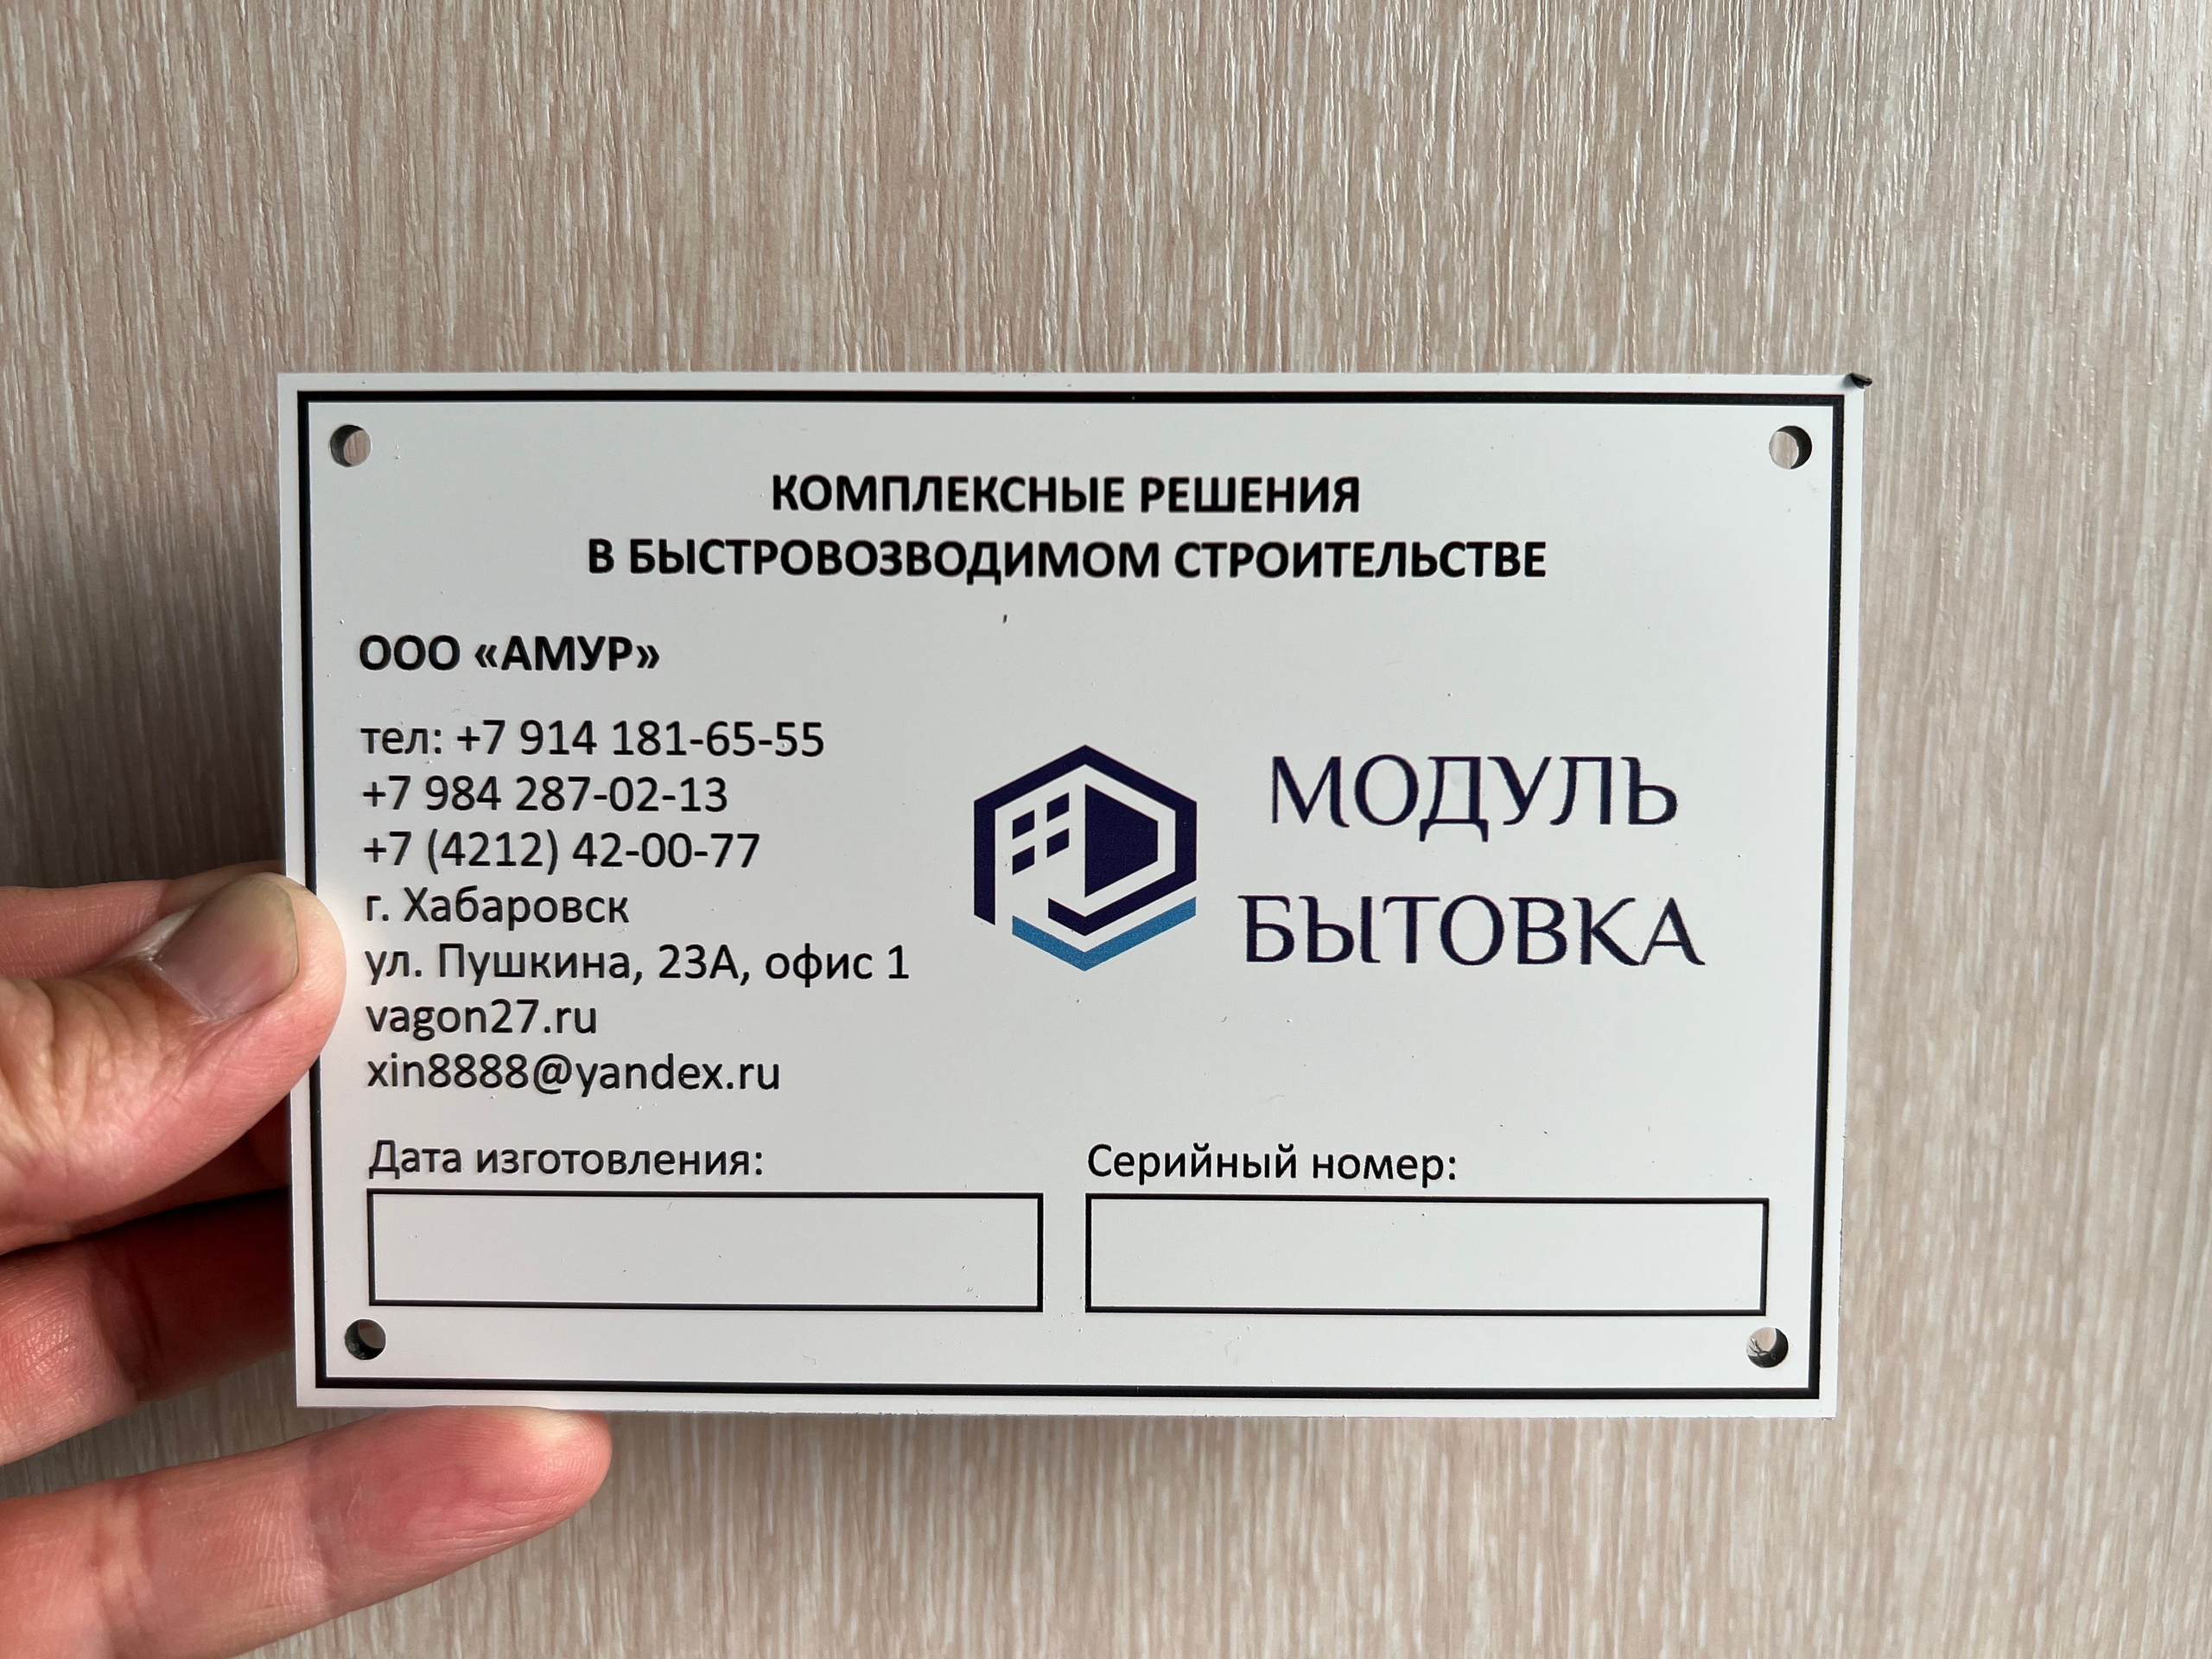 КОМПЛЕКСНЫЕ РЕШЕНИЯ
В БЫСТРОВОЗВОДИМОМ СТРОИТЕЛЬСТВЕ
ООО «АМУР»
тел: +7 914 181-65-55
+7 984 287-02-13
+7 (4212) 42-00-77
г. Хабаровск
ул. Пушкина, 23А, офис 1
vagon27.ru
xin8888@yandex.ru
МОДУЛЬ
БЫТОВКА
Дата изготовления:
Серийный номер: